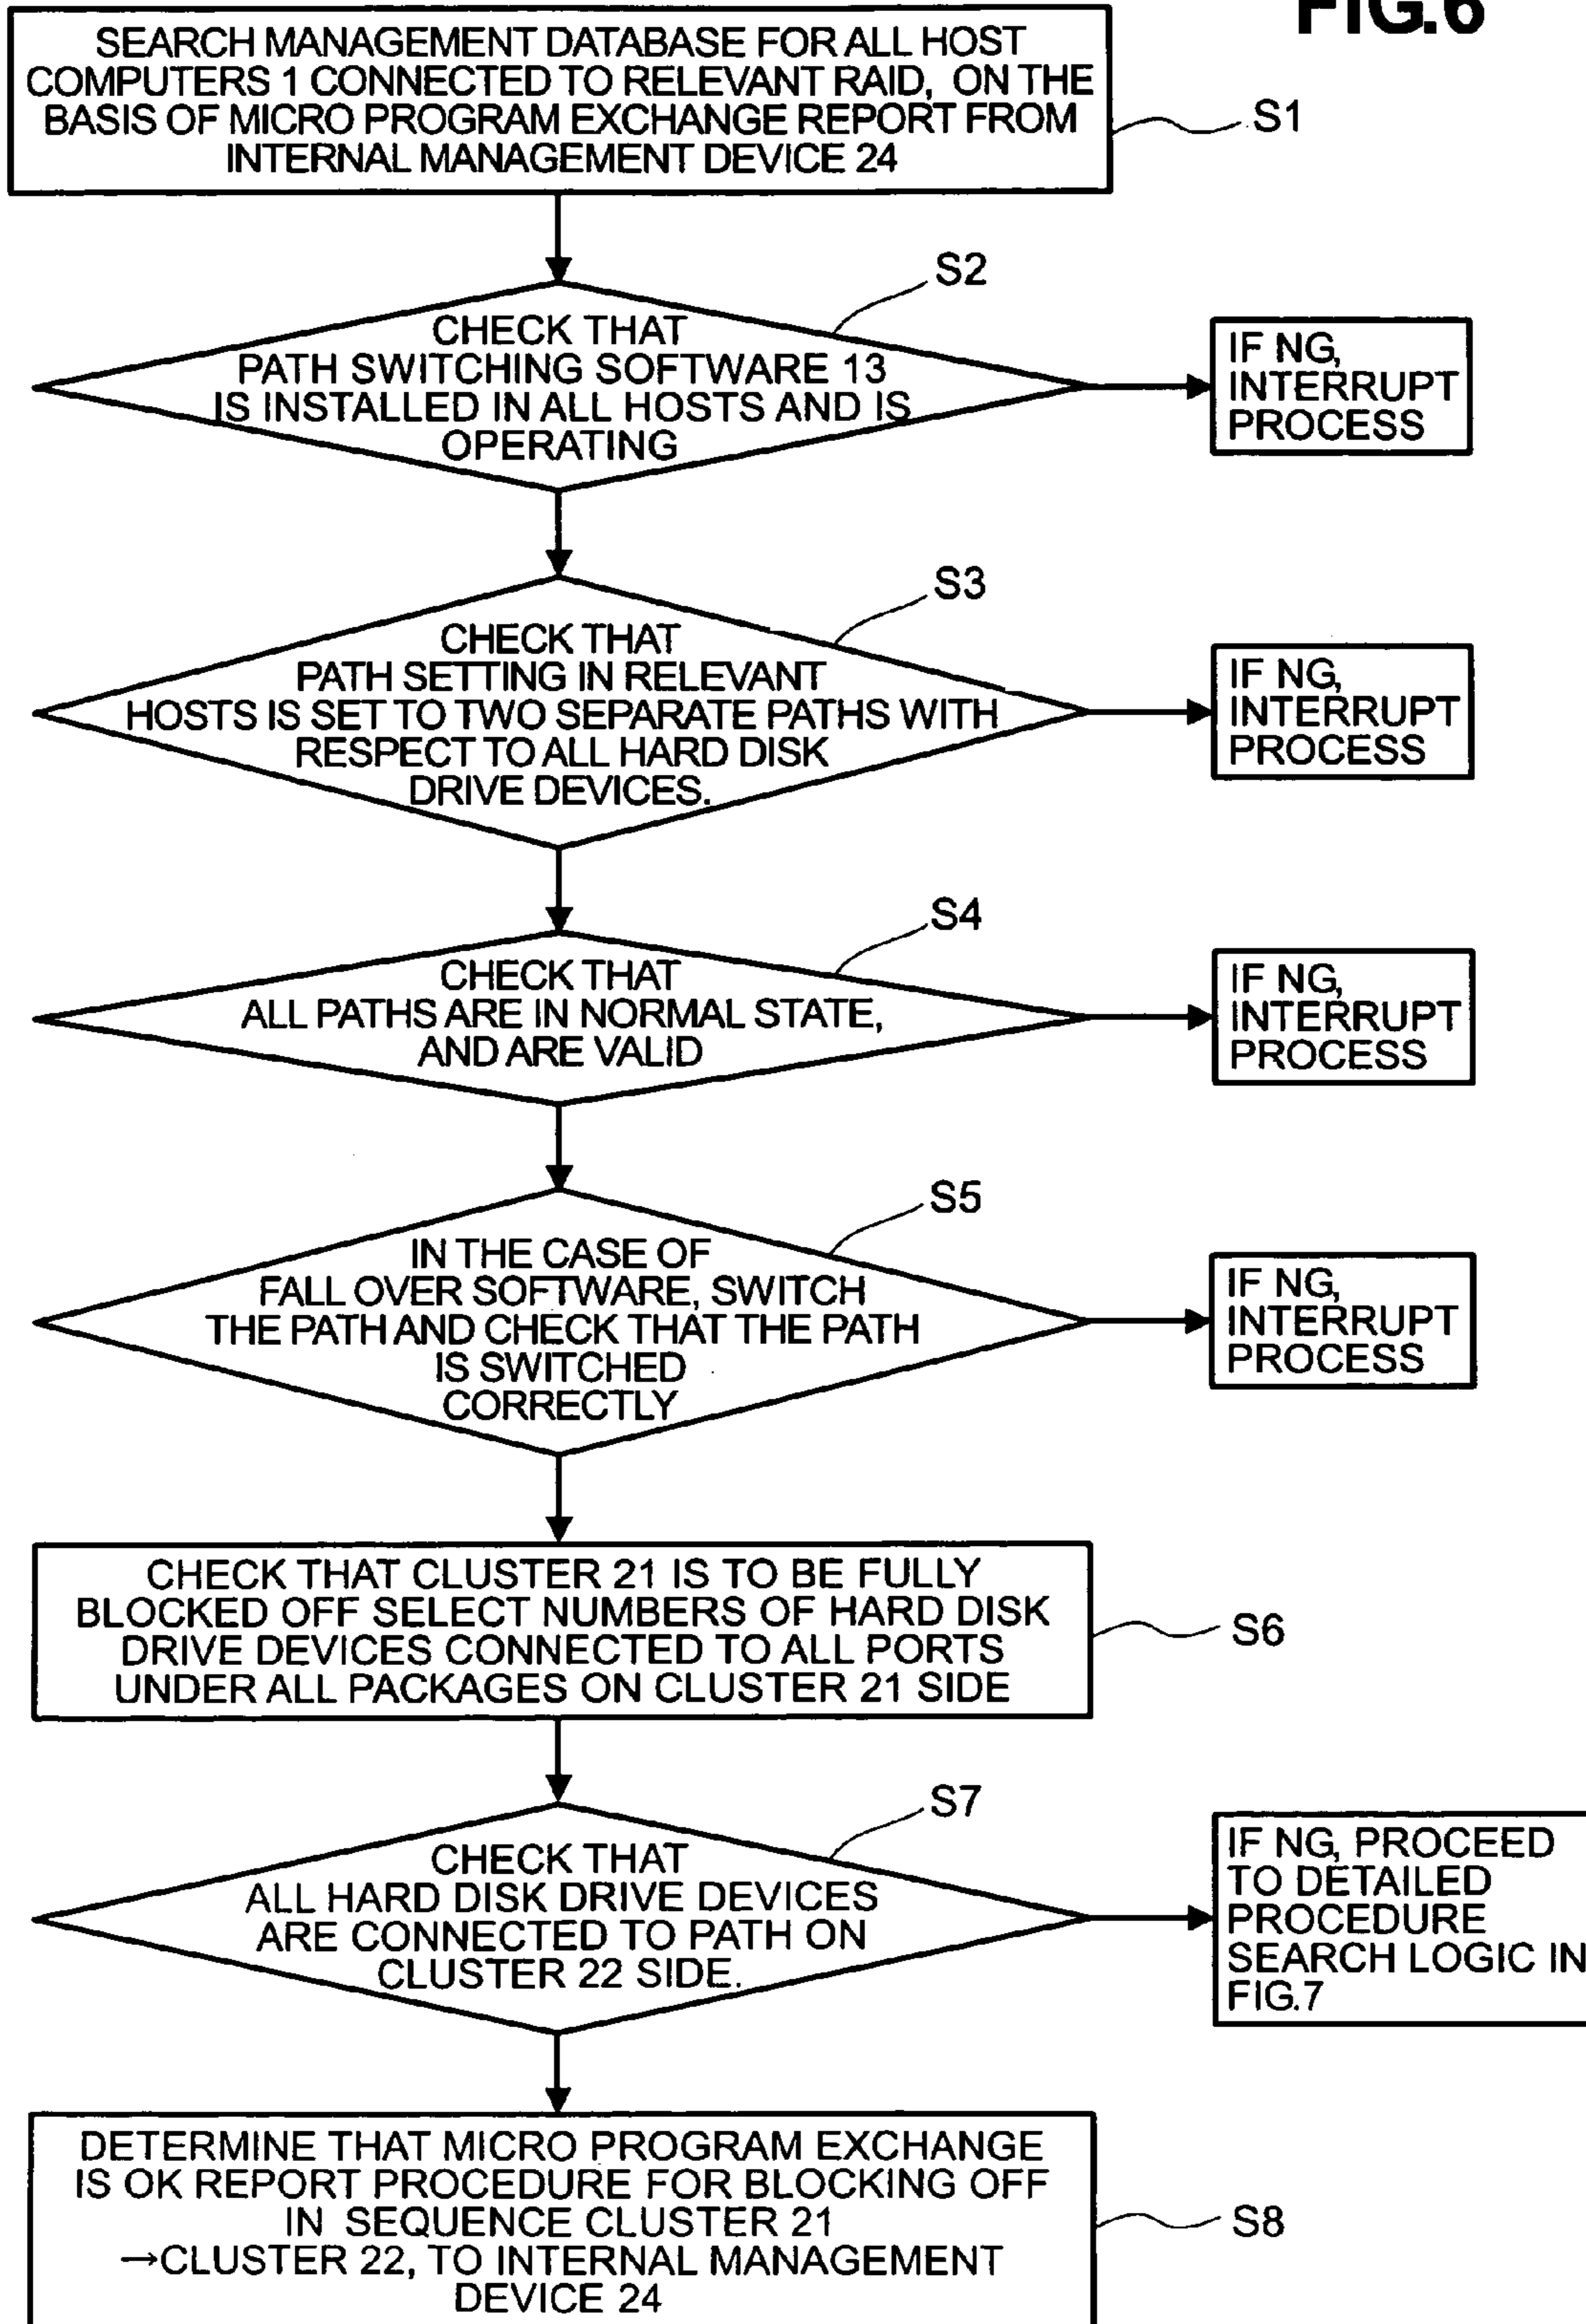 FIG.6
SEARCH MANAGEMENT DATABASE FOR ALL HOST
COMPUTERS 1 CONNECTED TO RELEVANT RAID, ON THE
BASIS OF MICRO PROGRAM EXCHANGE REPORT FROM
INTERNAL MANAGEMENT DEVICE 24
S1
S2
CHECK THAT
PATH SWITCHING SOFTWARE 13
IS INSTALLED IN ALL HOSTS AND IS
OPERATING
IF NG,
INTERRUPT
PROCESS
S3
CHECK THAT
PATH SETTING IN RELEVANT
HOSTS IS SET TO TWO SEPARATE PATHS WITH
RESPECT TO ALL HARD DISK
DRIVE DEVICES.
IF NG,
INTERRUPT
PROCESS
S4
CHECK THAT
ALL PATHS ARE IN NORMAL STATE,
AND ARE VALID
IF NG,
INTERRUPT
PROCESS
S5
IN THE CASE OF
FALL OVER SOFTWARE, SWITCH
THE PATH AND CHECK THAT THE PATH
IS SWITCHED
CORRECTLY
IF NG,
INTERRUPT
PROCESS
CHECK THAT CLUSTER 21 IS TO BE FULLY
BLOCKED OFF SELECT NUMBERS OF HARD DISK
DRIVE DEVICES CONNECTED TO ALL PORTS
UNDER ALL PACKAGES ON CLUSTER 21 SIDE
S6
S7
CHECK THAT
ALL HARD DISK DRIVE DEVICES
ARE CONNECTED TO PATH ON
CLUSTER 22 SIDE.
IF NG, PROCEED
TO DETAILED
PROCEDURE
SEARCH LOGIC IN
FIG.7
DETERMINE THAT MICRO PROGRAM EXCHANGE
IS OK REPORT PROCEDURE FOR BLOCKING OFF
IN SEQUENCE CLUSTER 21
→CLUSTER 22, TO INTERNAL MANAGEMENT
DEVICE 24
S8